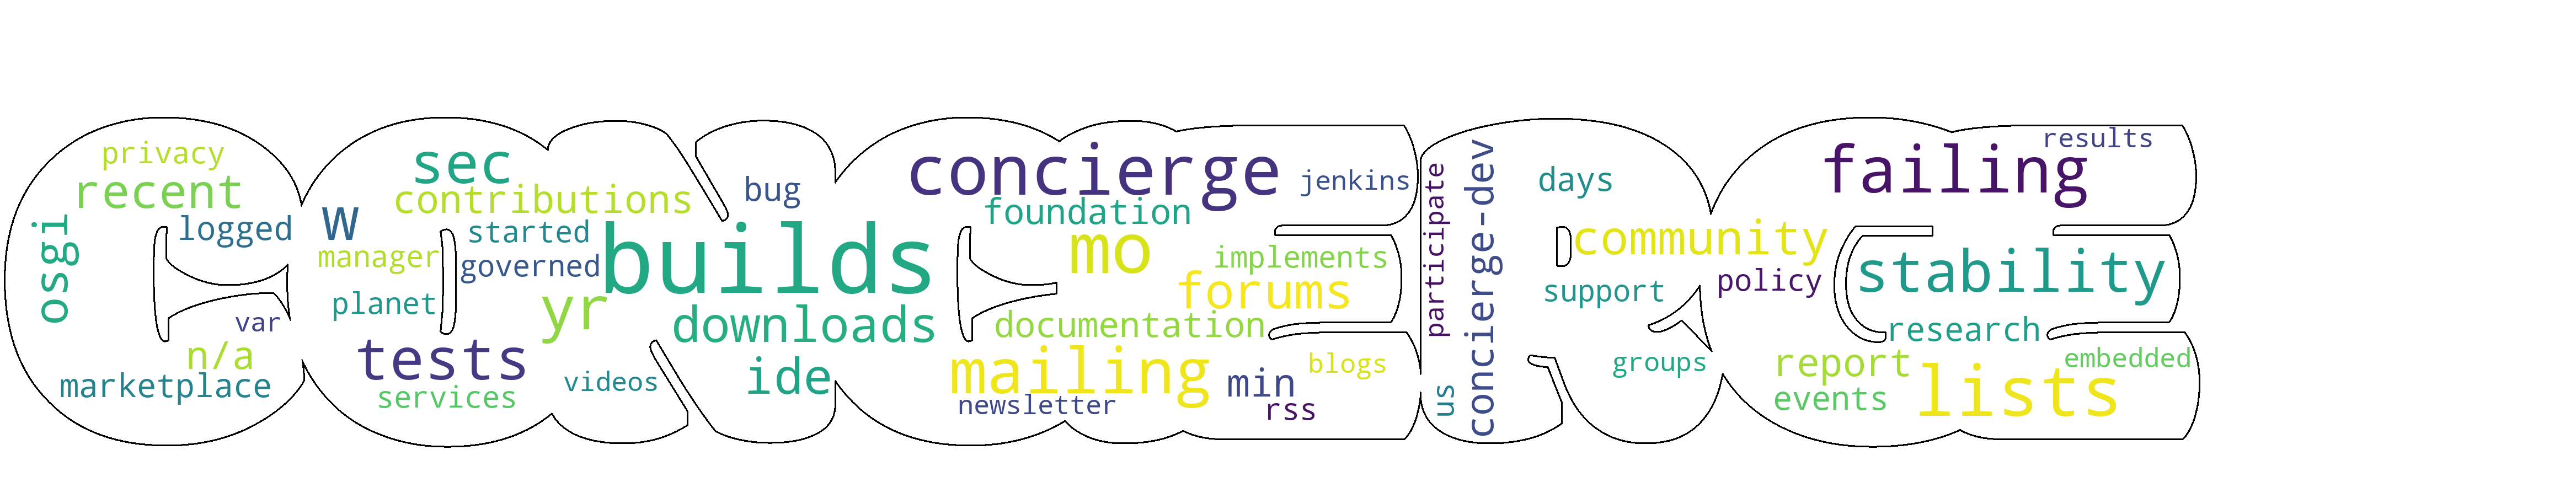 privacy
recent
osgi
logged
var
n/a
marketplace
sec
contributions
w
started
manager
governed
planet
yr
tests
services
videos
bug
builds
downloads
ide
concierge
jenkins
foundation
mo
implements
forums
documentation
mailing
blogs
min
newsletter
rss
participate
us
concierge-dev
days
community
support
policy
groups
failing
results
stability
research
report
embedded
events
lists